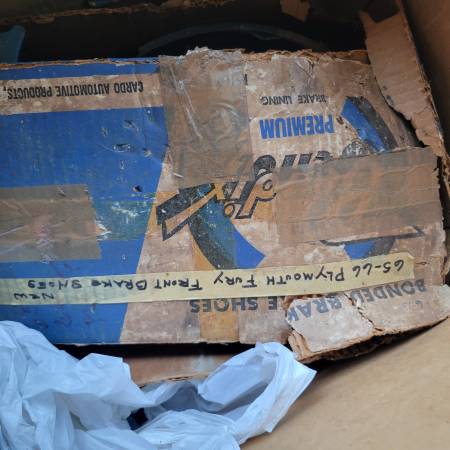 65-66 PLYMOUTH FURY FRONT BRAKE SHOES
NEW
BONDED BRAKE SHOES
PREMIUM
BRAKE LINING
CARDO AUTOMOTIVE PRODUCTS,